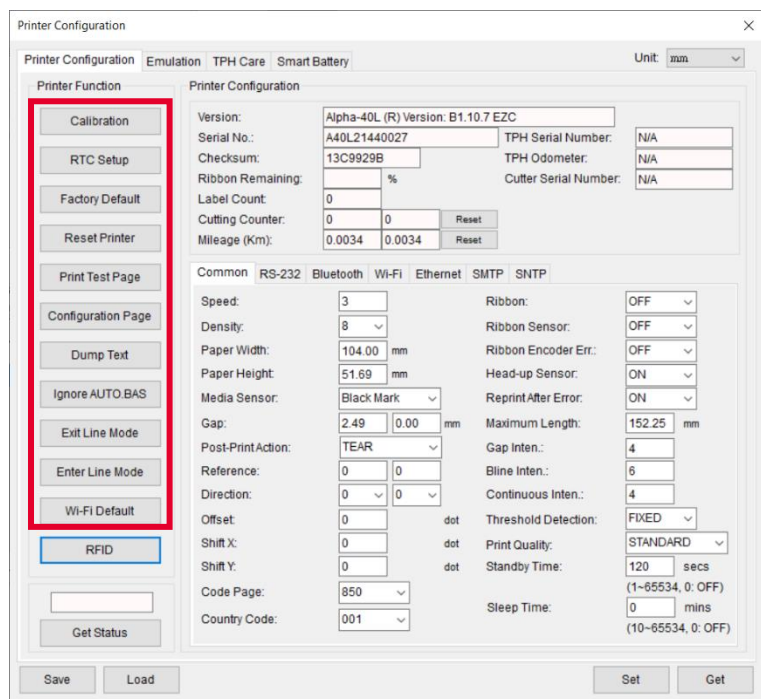 Printer Configuration
Printer Configuration Emulation TPH Care Smart Battery Unit: mm
Printer Function
Calibration
RTC Setup
Factory Default
Reset Printer
Print Test Page
Configuration Page
Dump Text
Ignore AUTO.BAS
Exit Line Mode
Enter Line Mode
Wi-Fi Default
RFID
Get Status
Printer Configuration
Version: Alpha-40L (R) Version: B1.10.7 EZC
Serial No.: A40L21440027 TPH Serial Number: N/A
Checksum: 13C9929B TPH Odometer: N/A
Ribbon Remaining: % Cutter Serial Number: N/A
Label Count: 0
Cutting Counter: 0 0 Reset
Mileage (Km): 0.0034 0.0034 Reset
Common RS-232 Bluetooth Wi-Fi Ethernet SMTP SNTP
Speed: 3
Density: 8
Paper Width: 104.00 mm
Paper Height: 51.69 mm
Media Sensor: Black Mark
Gap: 2.49 0.00 mm
Post-Print Action: TEAR
Reference: 0 0
Direction: 0 0
Offset: 0 dot
Shift X: 0 dot
Shift Y: 0 dot
Code Page: 850
Country Code: 001
Ribbon: OFF
Ribbon Sensor: OFF
Ribbon Encoder Err.: OFF
Head-up Sensor: ON
Reprint After Error: ON
Maximum Length: 152.25 mm
Gap Inten.: 4
Bline Inten.: 6
Continuous Inten.: 4
Threshold Detection: FIXED
Print Quality: STANDARD
Standby Time: 120 secs
(1~65534, 0: OFF)
Sleep Time: 0 mins
(10~65534, 0: OFF)
Save Load Set Get